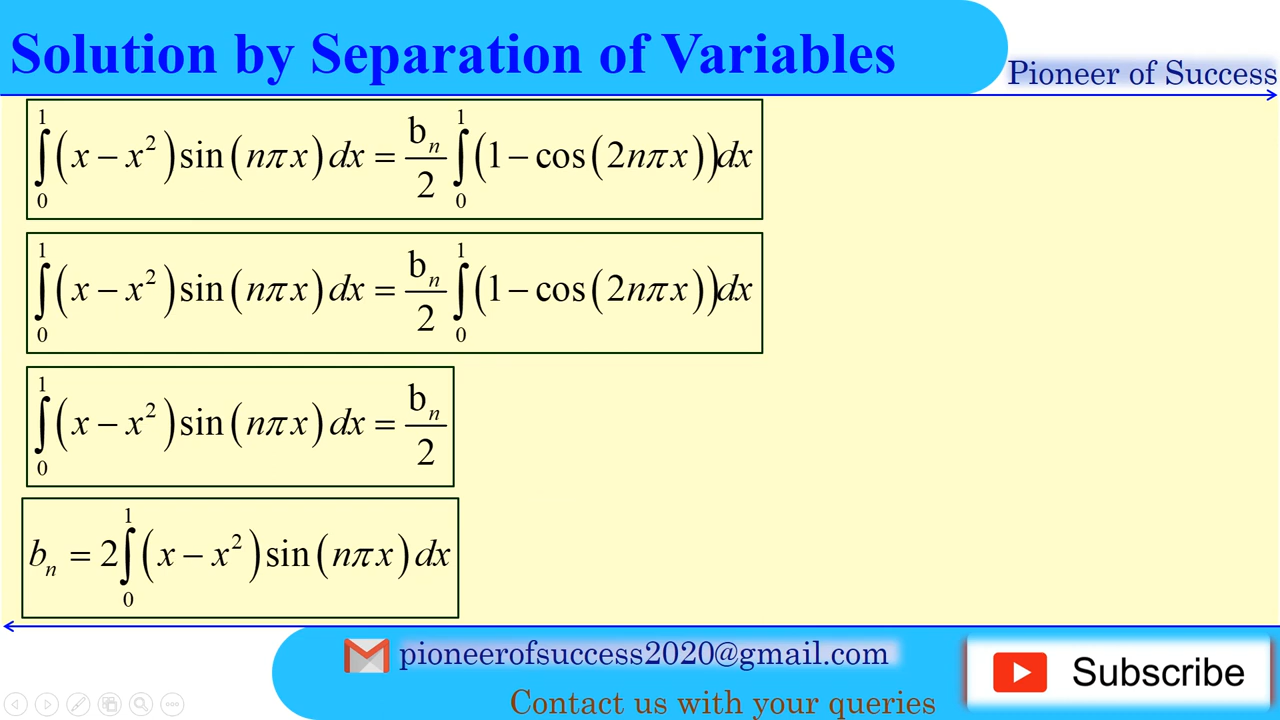 Solution by Separation of Variables
Pioneer of Success
∫₀¹ (x − x²) sin(nπx) dx = bₙ/2 ∫₀¹ (1 − cos(2nπx)) dx
∫₀¹ (x − x²) sin(nπx) dx = bₙ/2 ∫₀¹ (1 − cos(2nπx)) dx
∫₀¹ (x − x²) sin(nπx) dx = bₙ/2
bₙ = 2 ∫₀¹ (x − x²) sin(nπx) dx
pioneerofsuccess2020@gmail.com
Subscribe
Contact us with your queries